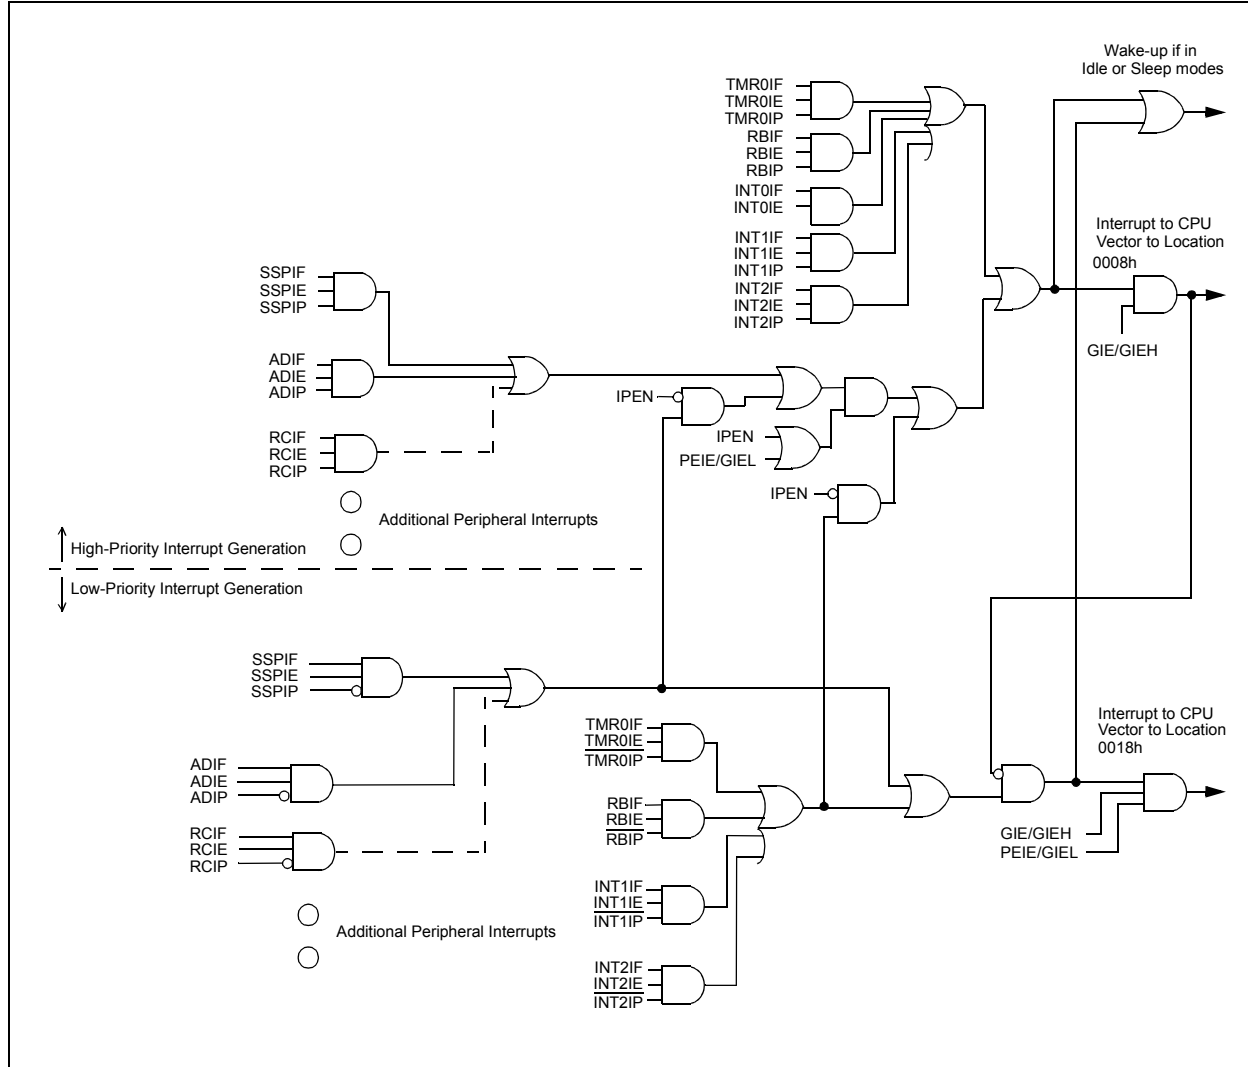 Wake-up if in
Idle or Sleep modes
TMR0IF
TMR0IE
TMR0IP
RBIF
RBIE
RBIP
INT0IF
INT0IE
INT1IF
INT1IE
INT1IP
INT2IF
INT2IE
INT2IP
Interrupt to CPU
Vector to Location
0008h
GIE/GIEH
SSPIF
SSPIE
SSPIP
ADIF
ADIE
ADIP
RCIF
RCIE
RCIP
IPEN
IPEN
PEIE/GIEL
IPEN
Additional Peripheral Interrupts
High-Priority Interrupt Generation
Low-Priority Interrupt Generation
SSPIF
SSPIE
SSPIP
ADIF
ADIE
ADIP
RCIF
RCIE
RCIP
Additional Peripheral Interrupts
TMR0IF
TMR0IE
TMR0IP
RBIF
RBIE
RBIP
INT1IF
INT1IE
INT1IP
INT2IF
INT2IE
INT2IP
Interrupt to CPU
Vector to Location
0018h
GIE/GIEH
PEIE/GIEL